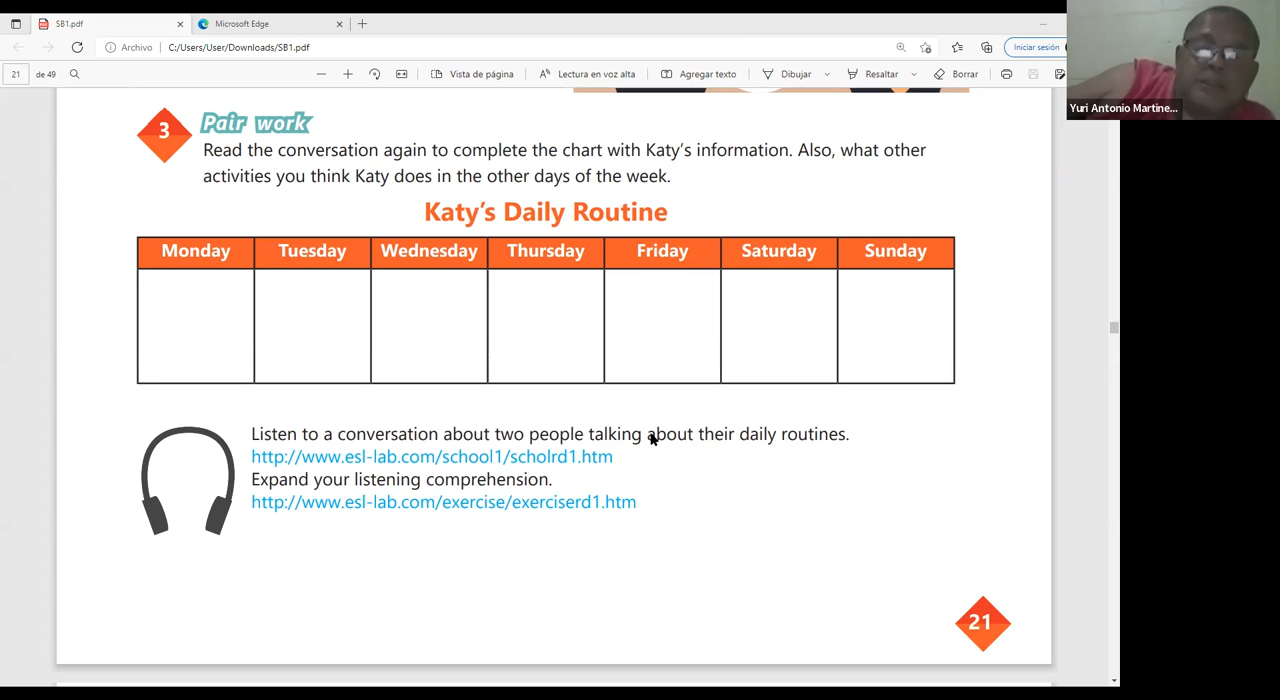 SB1.pdf
Microsoft Edge
Archivo
C:/Users/User/Downloads/SB1.pdf
Iniciar sesión
21 de 49
Vista de página
Lectura en voz alta
Agregar texto
Dibujar
Resaltar
Borrar
Yuri Antonio Martine...
3
Pair work
Read the conversation again to complete the chart with Katy's information. Also, what other
activities you think Katy does in the other days of the week.
Katy's Daily Routine
Monday Tuesday Wednesday Thursday Friday Saturday Sunday
Listen to a conversation about two people talking about their daily routines.
http://www.esl-lab.com/school1/scholrd1.htm
Expand your listening comprehension.
http://www.esl-lab.com/exercise/exerciserd1.htm
21